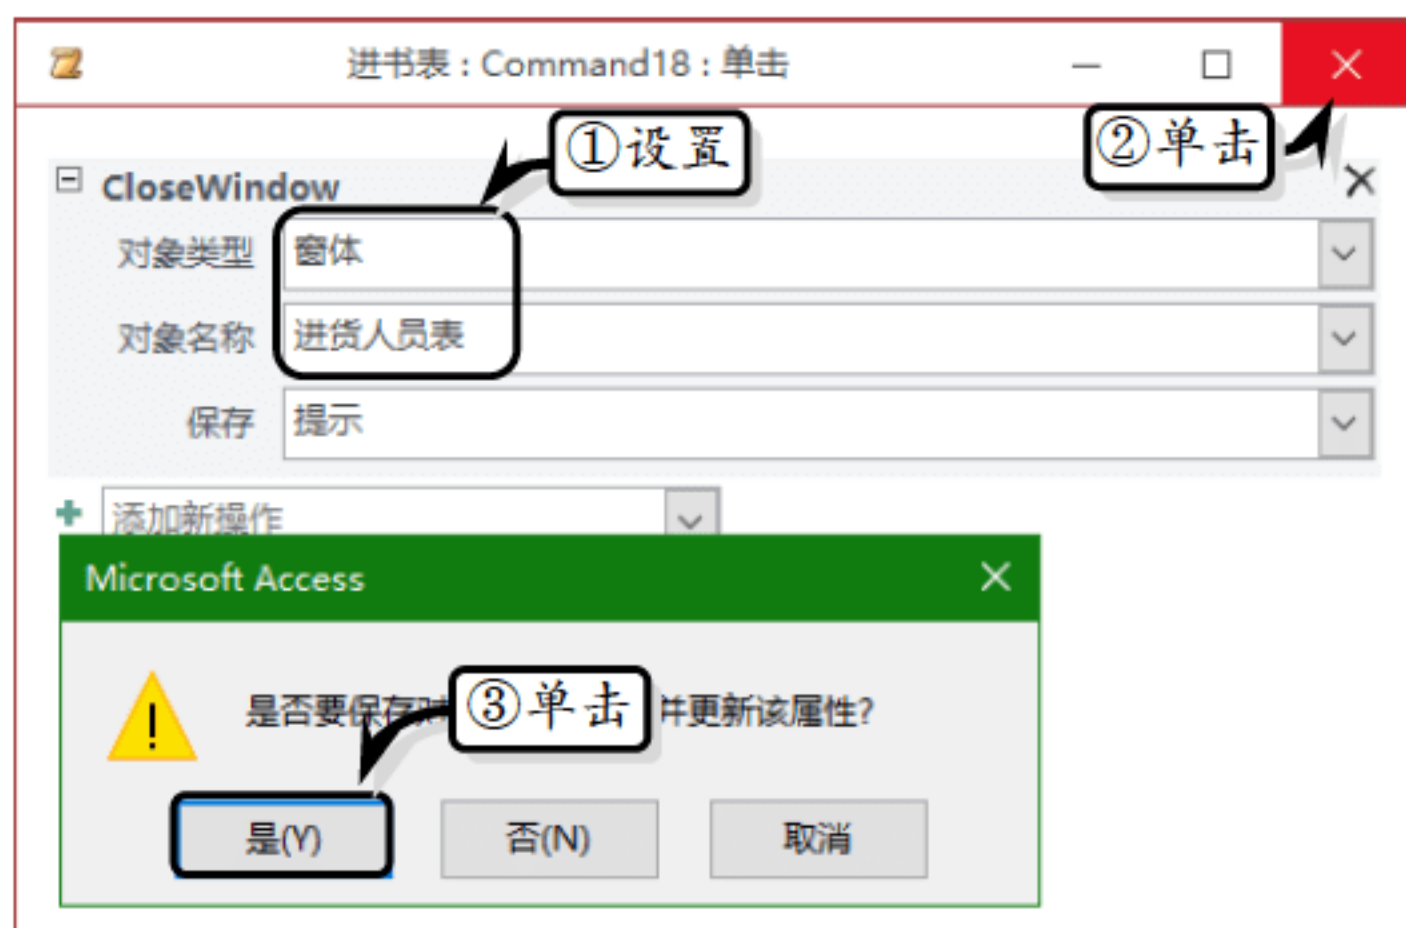 进书表 : Command18 : 单击
①设置
②单击
CloseWindow
对象类型 窗体
对象名称 进货人员表
保存 提示
添加新操作
Microsoft Access
是否要保存对
③单击
并更新该属性?
是(Y) 否(N) 取消